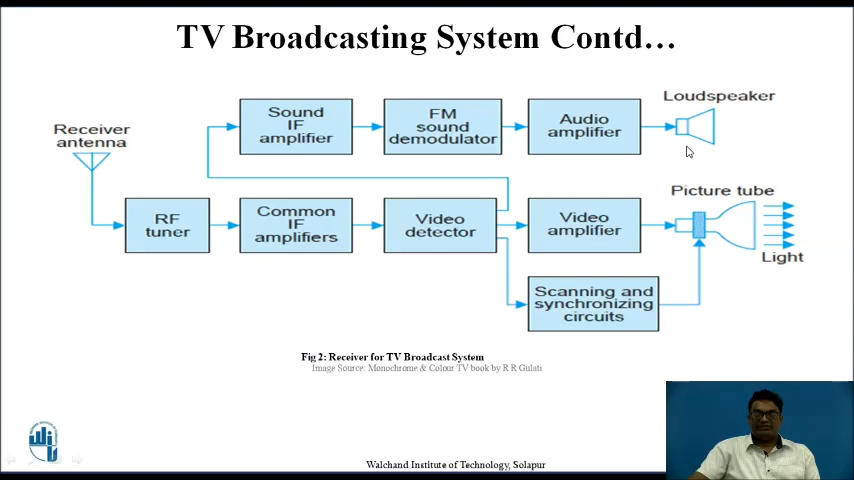 TV Broadcasting System Contd…
Loudspeaker
Receiver
antenna
Sound
IF
amplifier
FM
sound
demodulator
Audio
amplifier
Picture tube
RF
tuner
Common
IF
amplifiers
Video
detector
Video
amplifier
Light
Scanning and
synchronizing
circuits
Fig 2: Receiver for TV Broadcast System
Image Source: Monochrome & Colour TV book by R R Gulati
Walchand Institute of Technology, Solapur